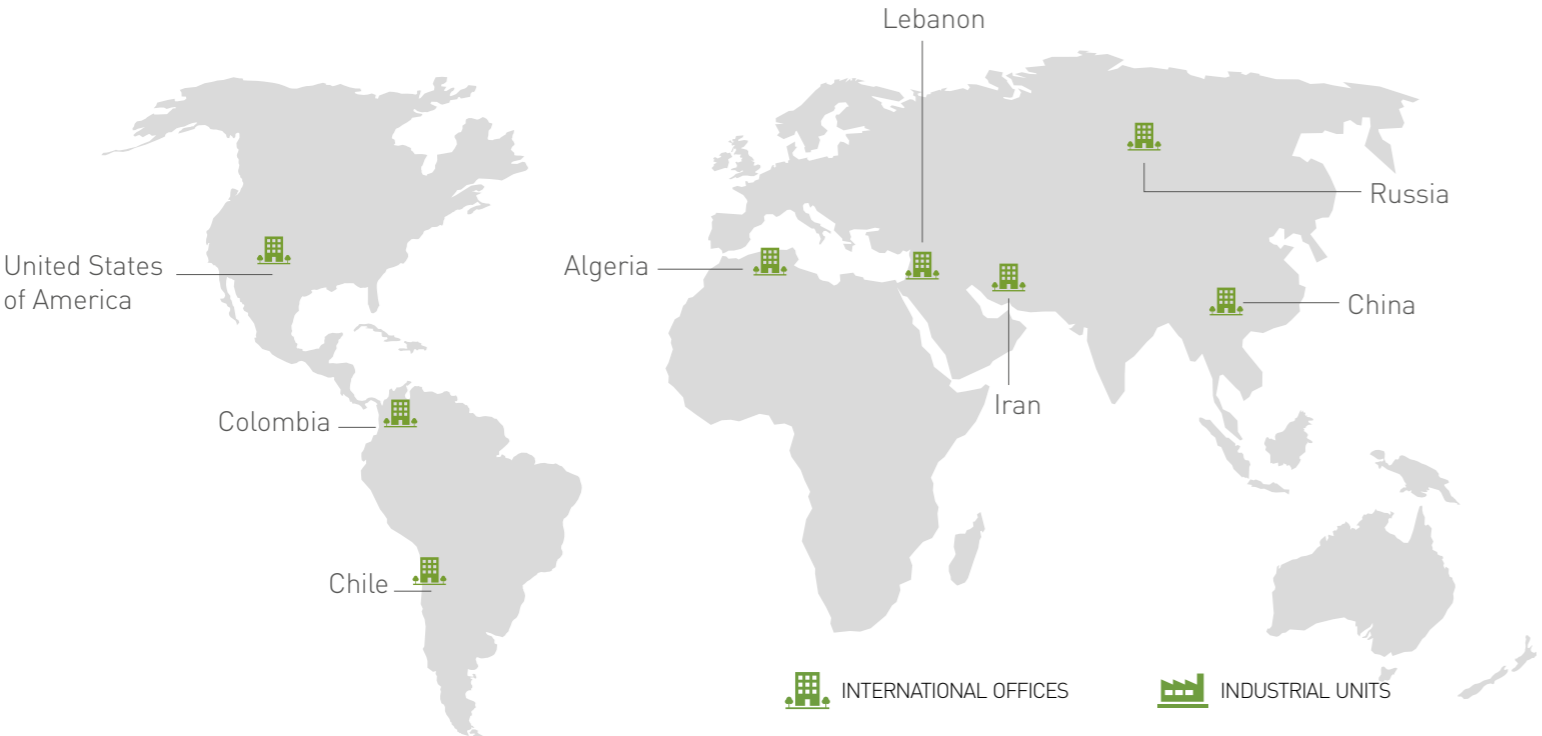 Lebanon
Russia
United States
of America
Algeria
China
Iran
Colombia
Chile
INTERNATIONAL OFFICES
INDUSTRIAL UNITS